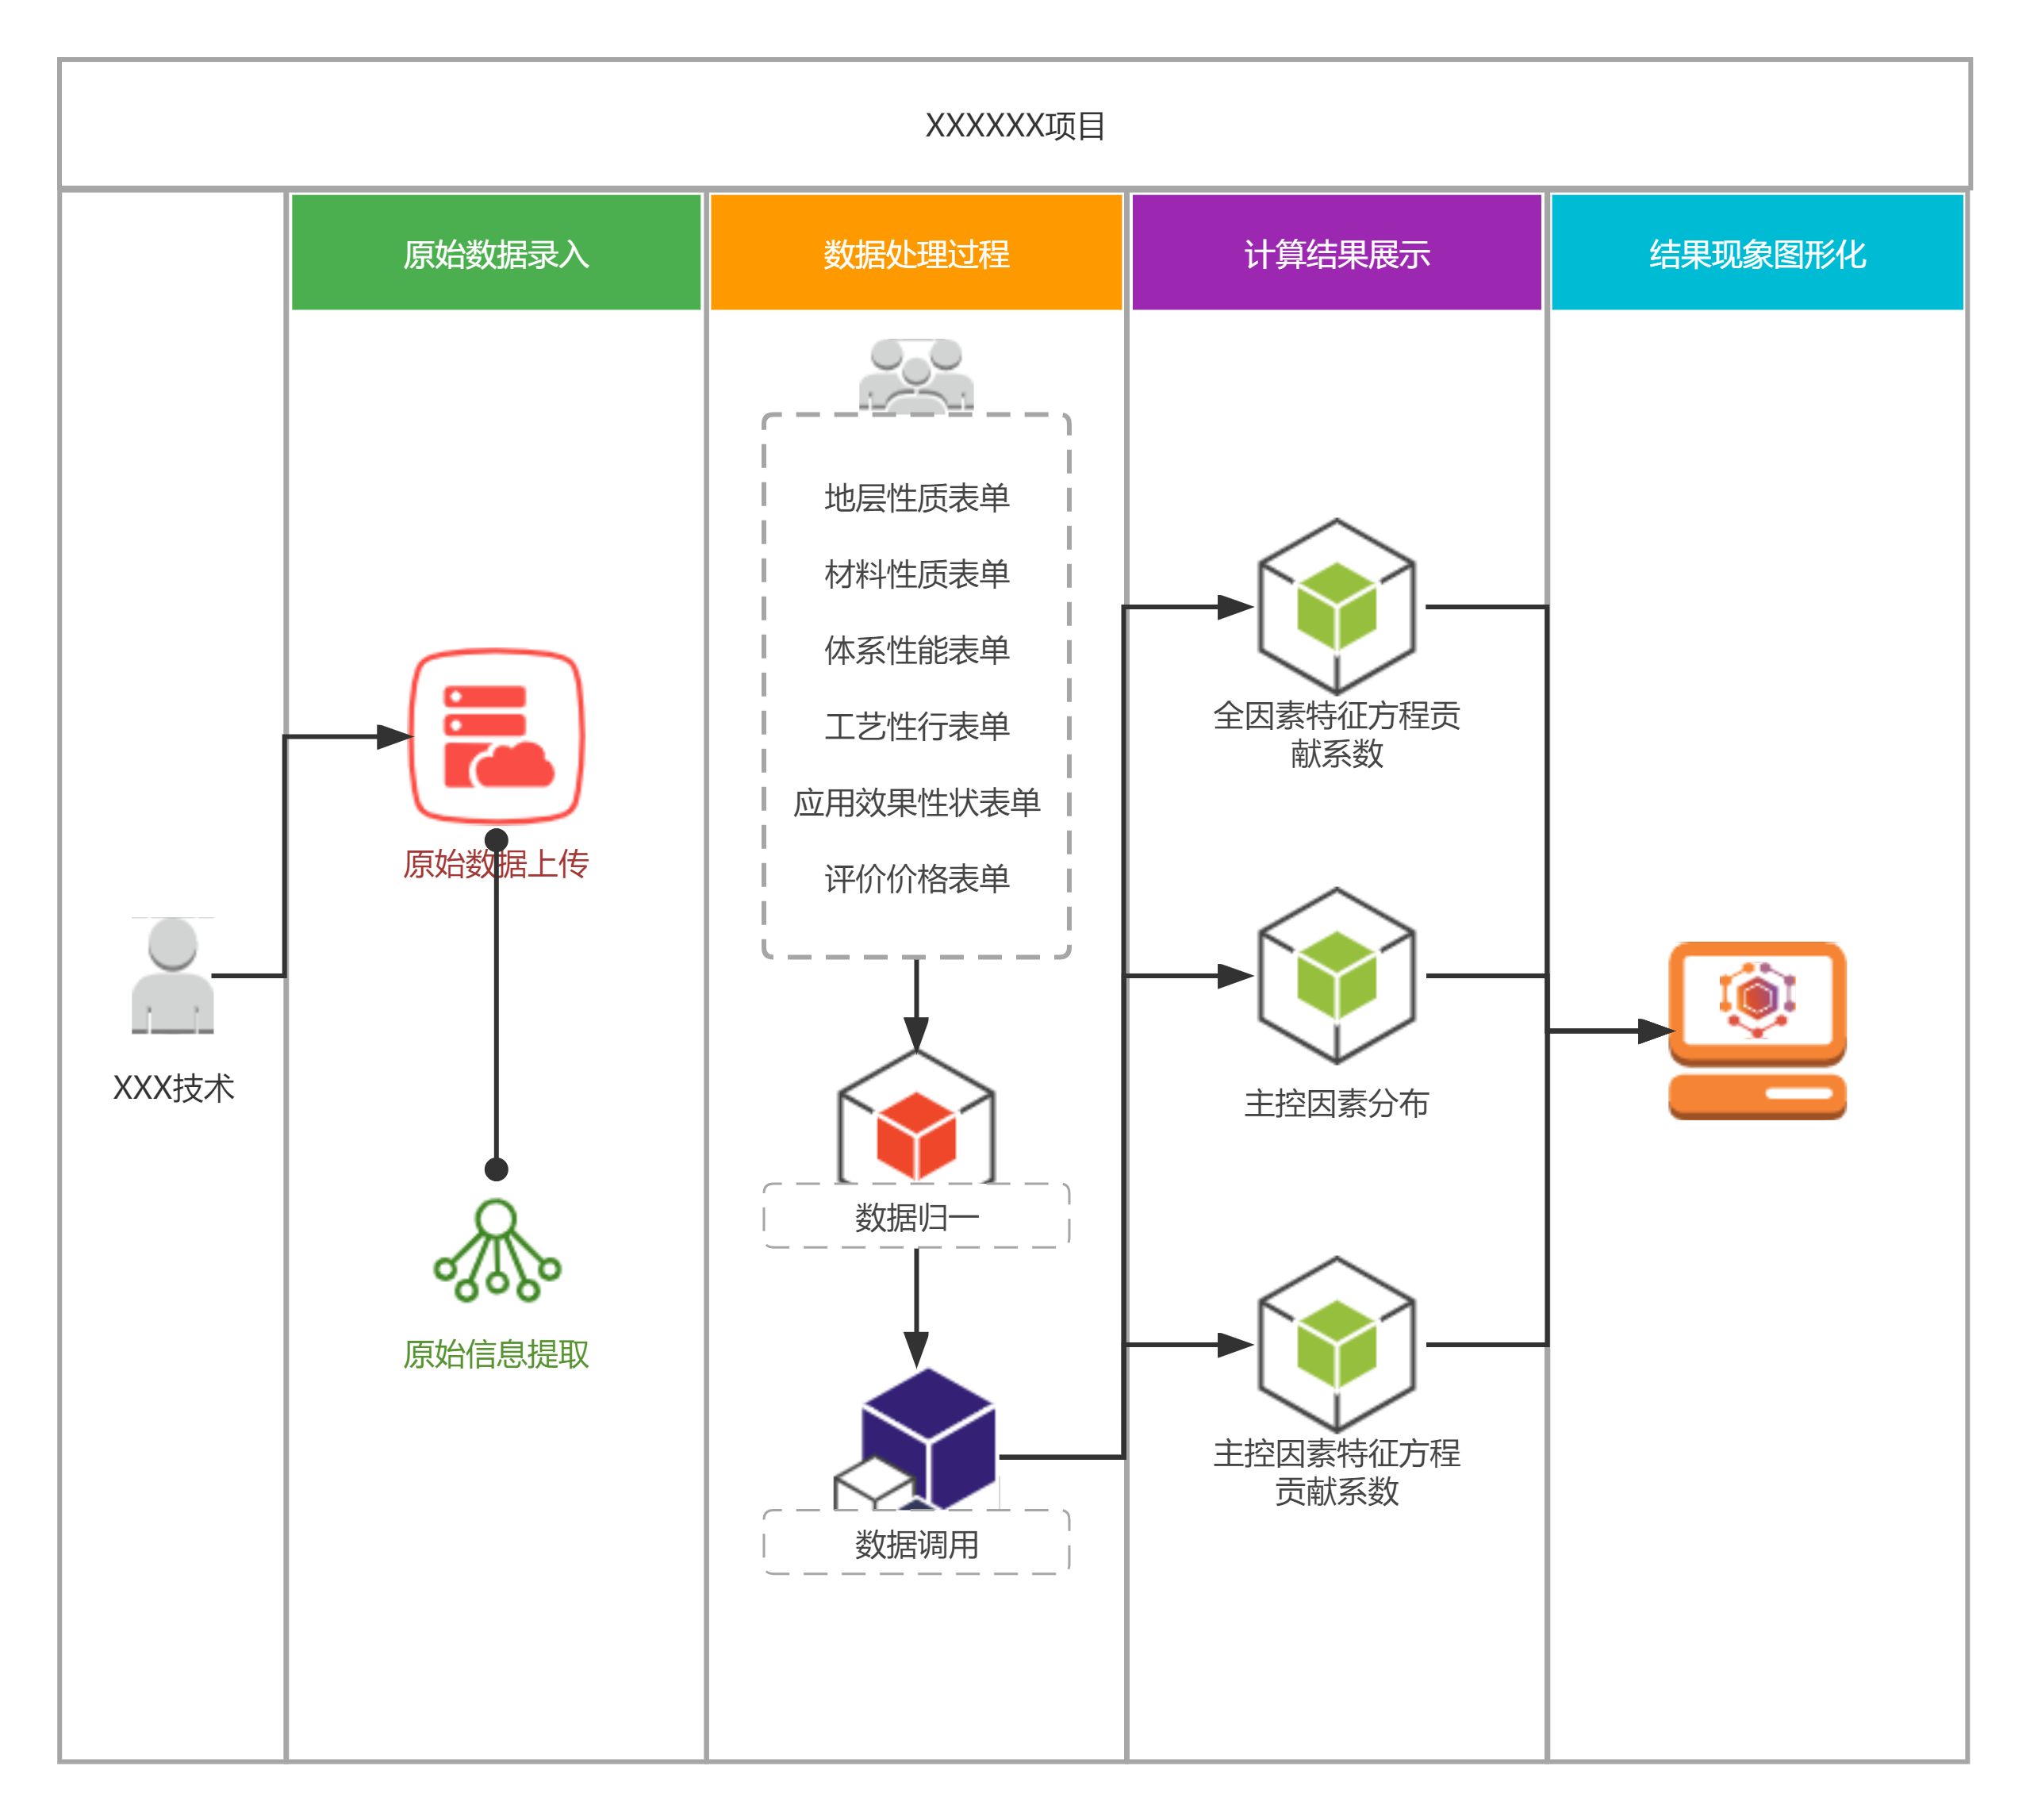 XXXXXX项目
原始数据录入
数据处理过程
计算结果展示
结果现象图形化
XXX技术
原始数据上传
原始信息提取
地层性质表单
材料性质表单
体系性能表单
工艺性行表单
应用效果性状表单
评价价格表单
数据归一
数据调用
全因素特征方程贡
献系数
主控因素分布
主控因素特征方程
贡献系数